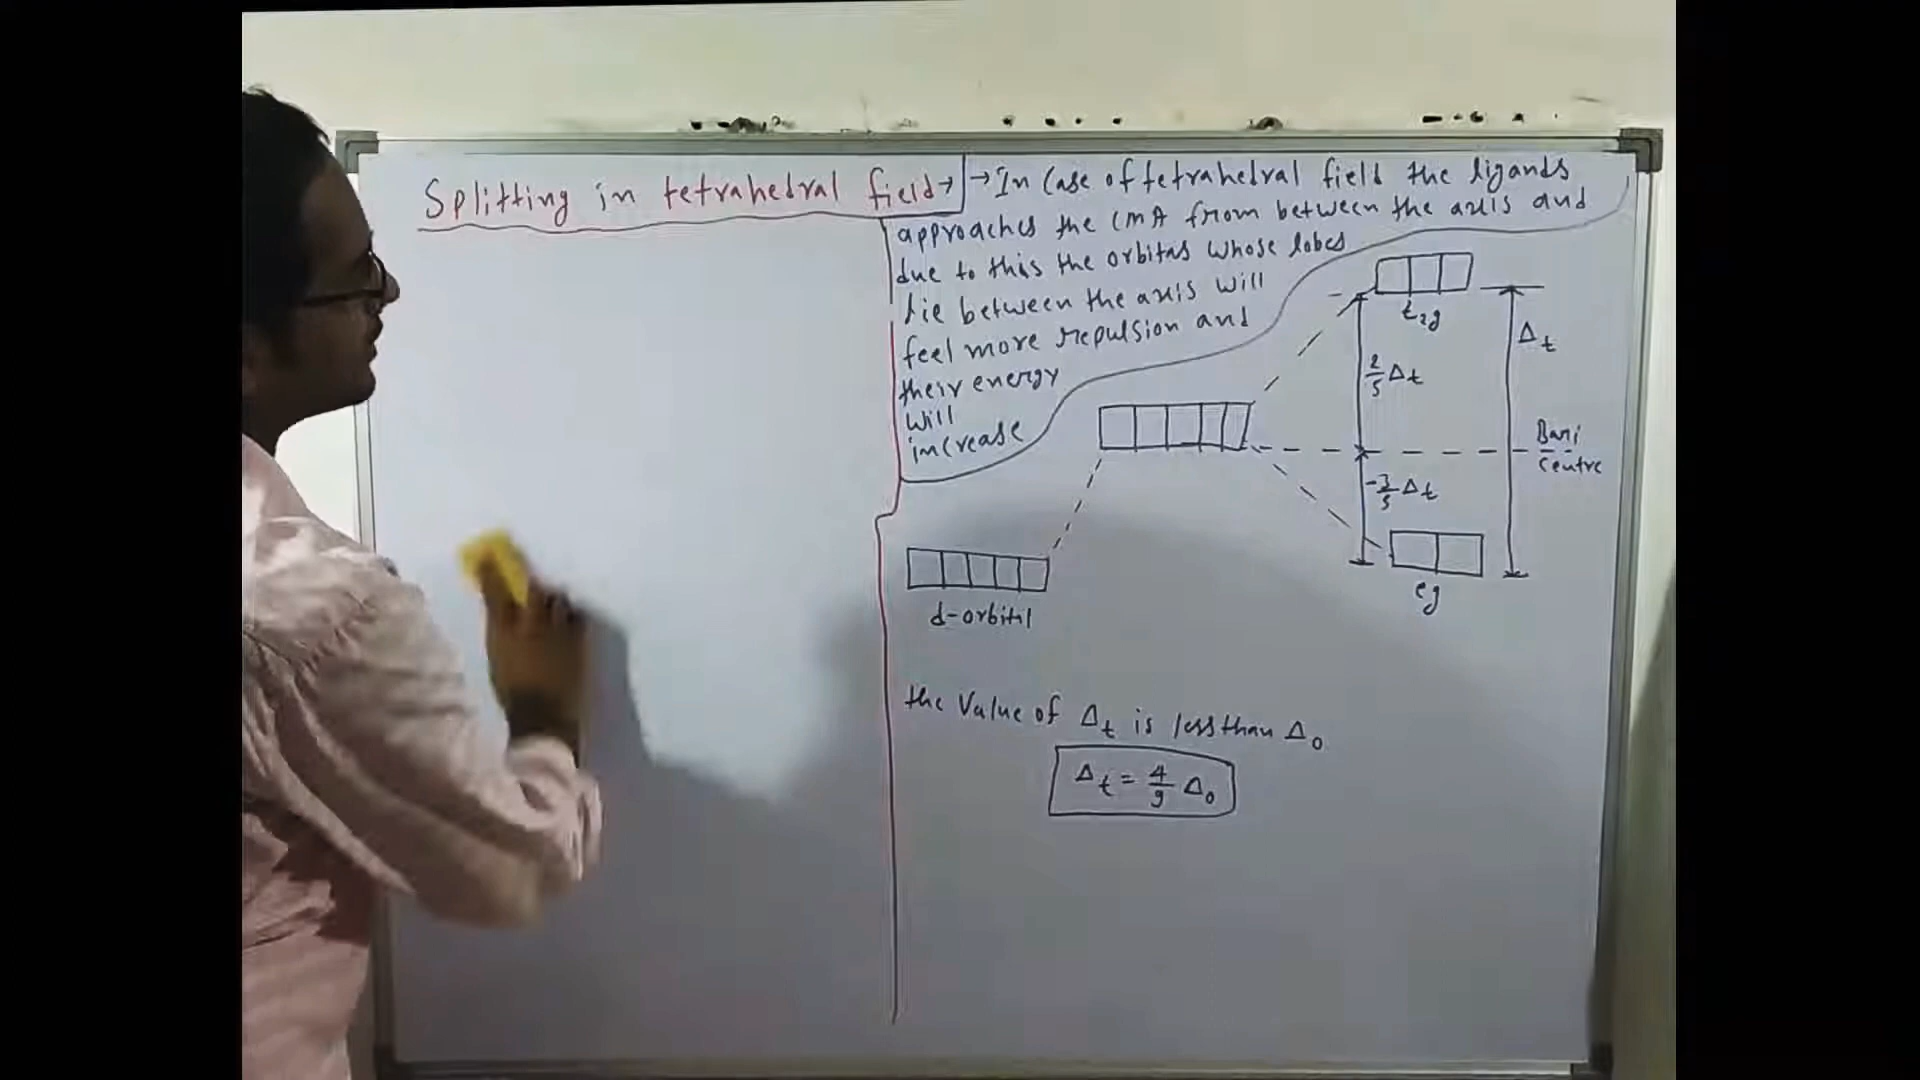 Splitting in tetrahedral field→
→In Case of tetrahedral field the ligands
approaches the CMA from between the axis and
due to this the orbitas whose lobes
lie between the axis will
feel more repulsion and
their energy
will
increase
t₂g
Δt
2/5 Δt
Bari
centre
-3/5 Δt
eg
d-orbital
the Value of Δt is less than Δ₀
Δt = 4/9 Δ₀